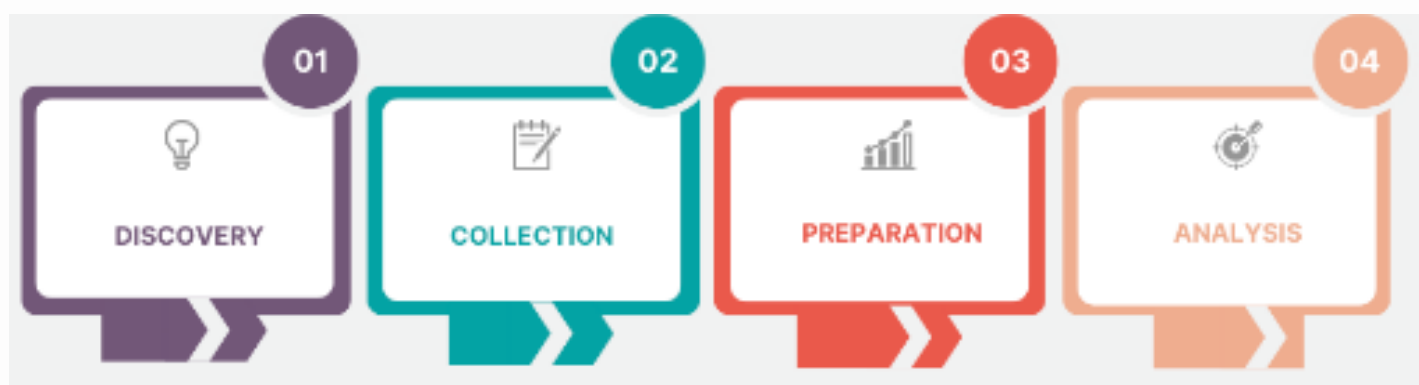 01
DISCOVERY
02
COLLECTION
03
PREPARATION
04
ANALYSIS